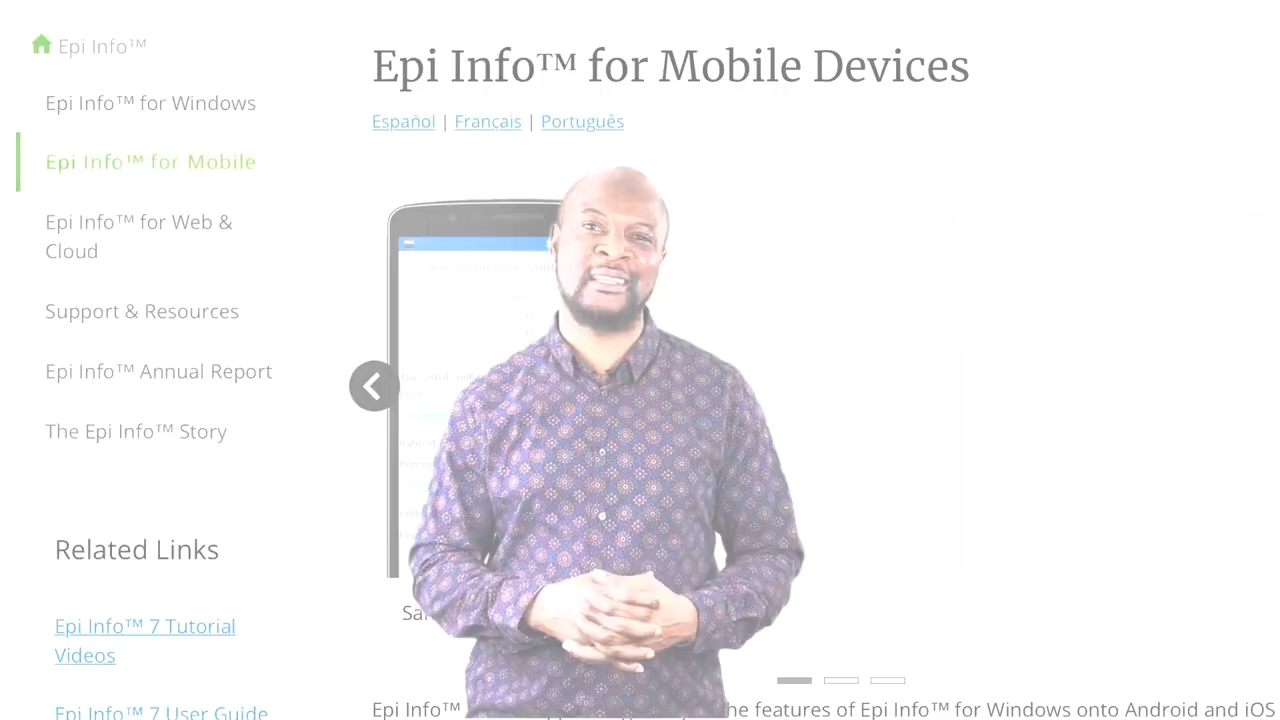 Epi Info™
Epi Info™ for Windows
Epi Info™ for Mobile
Epi Info™ for Web &
Cloud
Support & Resources
Epi Info™ Annual Report
The Epi Info™ Story
Related Links
Epi Info™ 7 Tutorial
Videos
Epi Info™ 7 User Guide
Epi Info™ for Mobile Devices
Español | Français | Português
Epi Info™
features of Epi Info™ for Windows onto Android and iOS